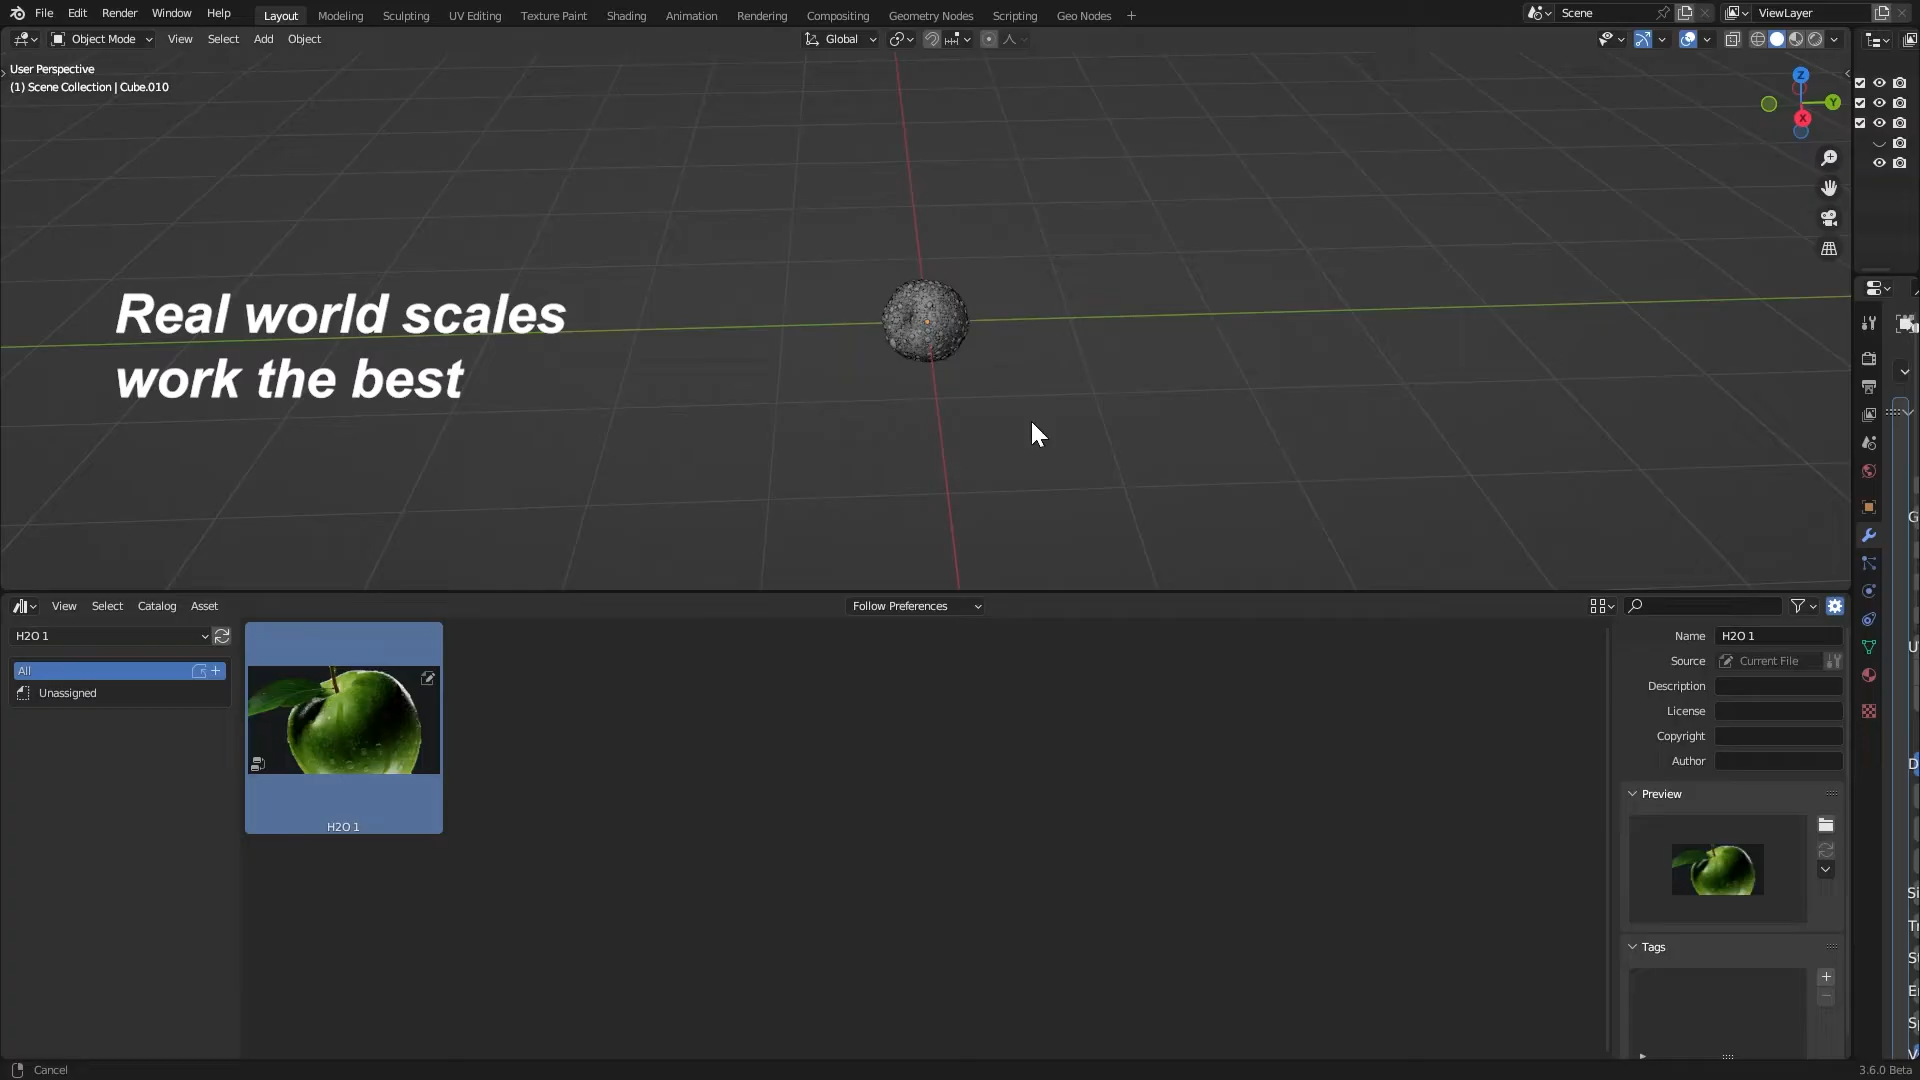 File Edit Render Window Help Layout Modeling Sculpting UV Editing Texture Paint Shading Animation Rendering Compositing Geometry Nodes Scripting Geo Nodes Scene ViewLayer
Object Mode View Select Add Object Global
User Perspective
(1) Scene Collection | Cube.010
Z
Y
X
Real world scales
work the best
View Select Catalog Asset Follow Preferences
H2O 1
All
Unassigned
H2O 1
Name H2O 1
Source Current File
Description
License
Copyright
Author
Preview
Tags
Cancel
3.6.0 Beta